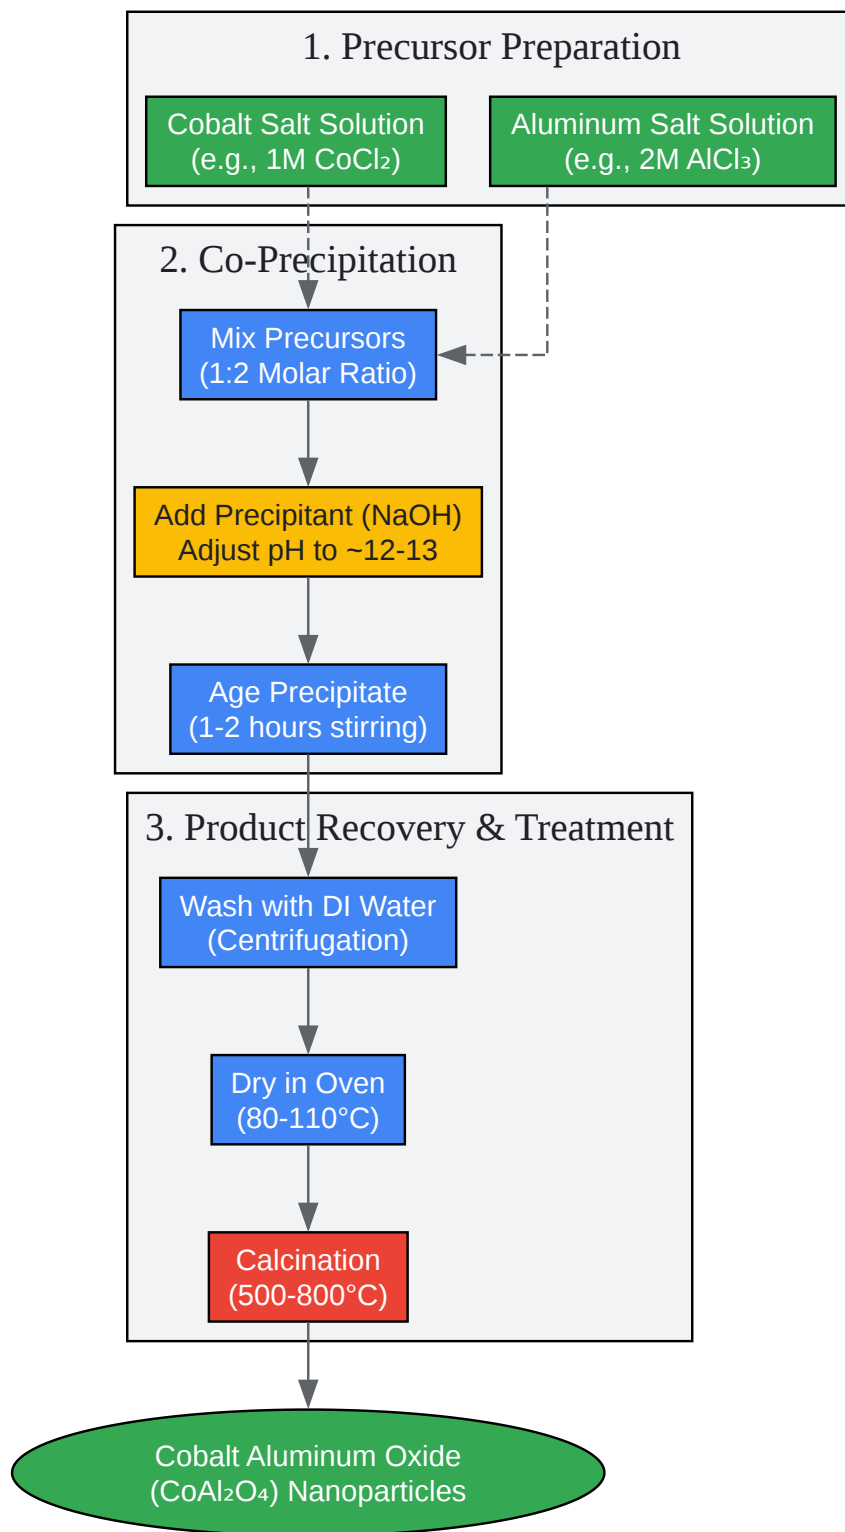 1. Precursor Preparation
Cobalt Salt Solution
(e.g., 1M CoCl₂)
Aluminum Salt Solution
(e.g., 2M AlCl₃)
2. Co-Precipitation
Mix Precursors
(1:2 Molar Ratio)
Add Precipitant (NaOH)
Adjust pH to ~12-13
Age Precipitate
(1-2 hours stirring)
3. Product Recovery & Treatment
Wash with DI Water
(Centrifugation)
Dry in Oven
(80-110°C)
Calcination
(500-800°C)
Cobalt Aluminum Oxide
(CoAl₂O₄) Nanoparticles